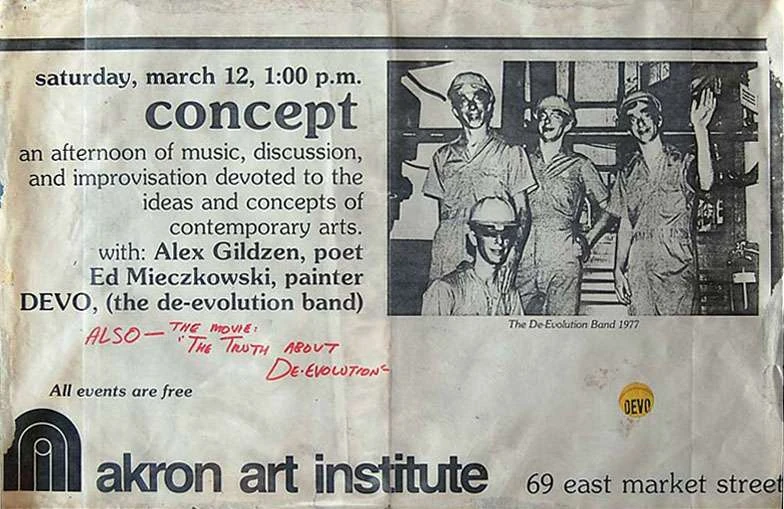 saturday, march 12, 1:00 p.m.
concept
an afternoon of music, discussion,
and improvisation devoted to the
ideas and concepts of
contemporary arts.
with: Alex Gildzen, poet
Ed Mieczkowski, painter
DEVO, (the de-evolution band)
ALSO — THE MOVIE:
"THE TRUTH ABOUT
DE-EVOLUTION"
All events are free
The De-Evolution Band 1977
DEVO
akron art institute
69 east market street